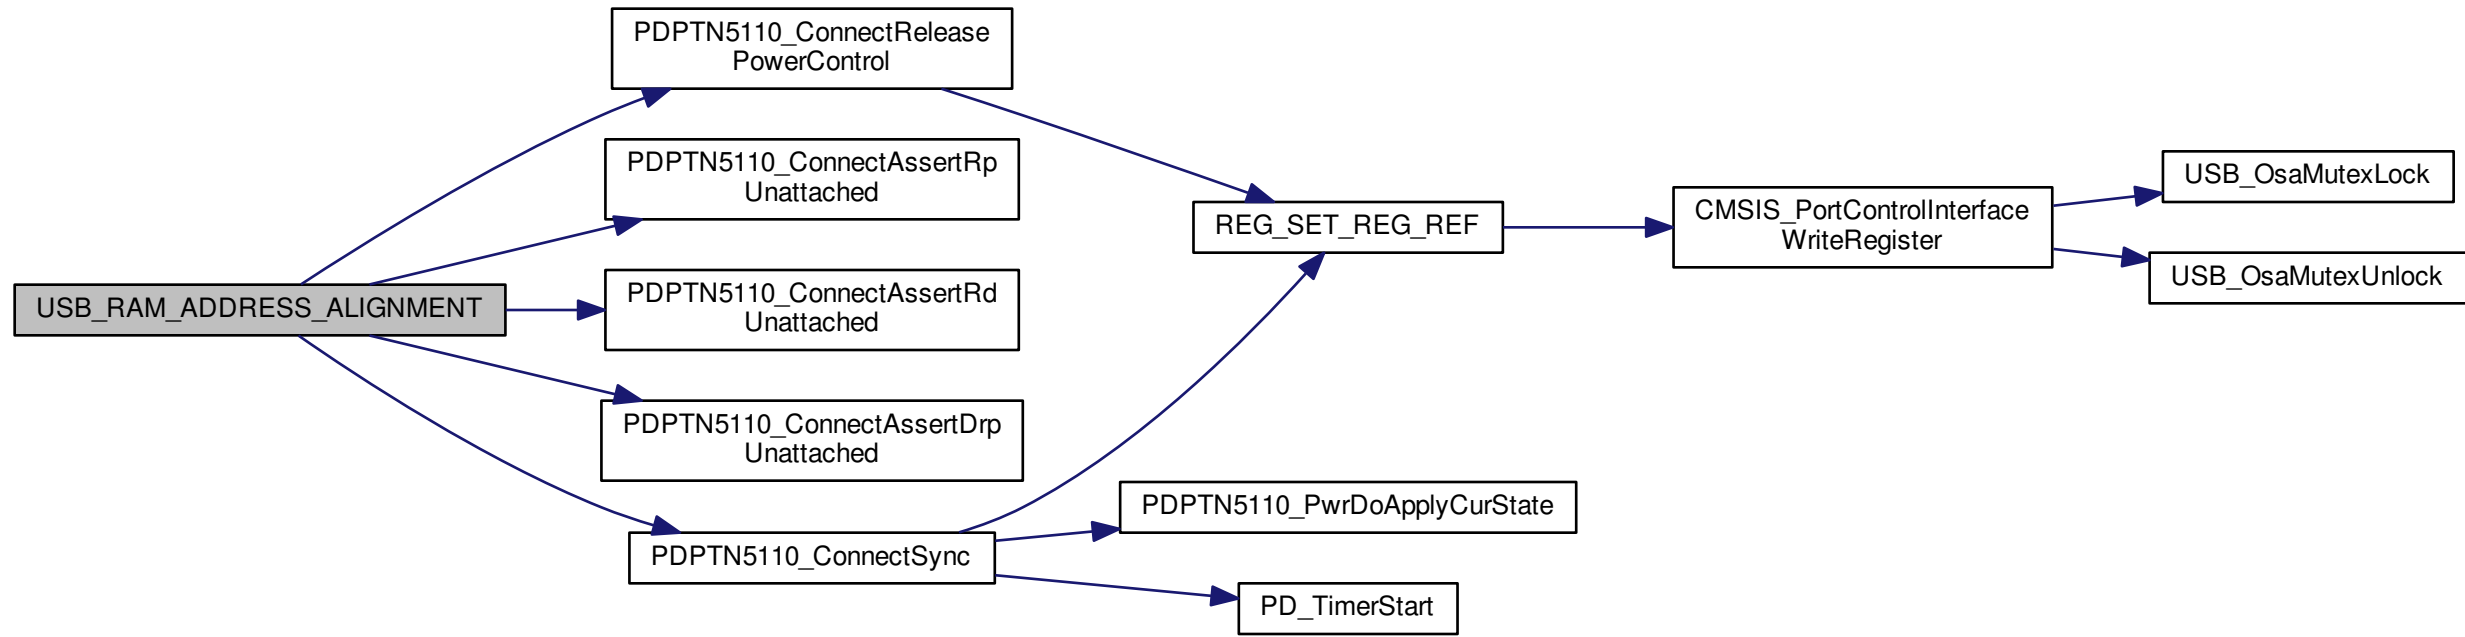 PDPTN5110_ConnectRelease
PowerControl
PDPTN5110_ConnectAssertRp
Unattached
USB_OsaMutexLock
CMSIS_PortControlInterface
WriteRegister
REG_SET_REG_REF
USB_OsaMutexUnlock
PDPTN5110_ConnectAssertRd
Unattached
USB_RAM_ADDRESS_ALIGNMENT
PDPTN5110_ConnectAssertDrp
Unattached
PDPTN5110_PwrDoApplyCurState
PDPTN5110_ConnectSync
PD_TimerStart